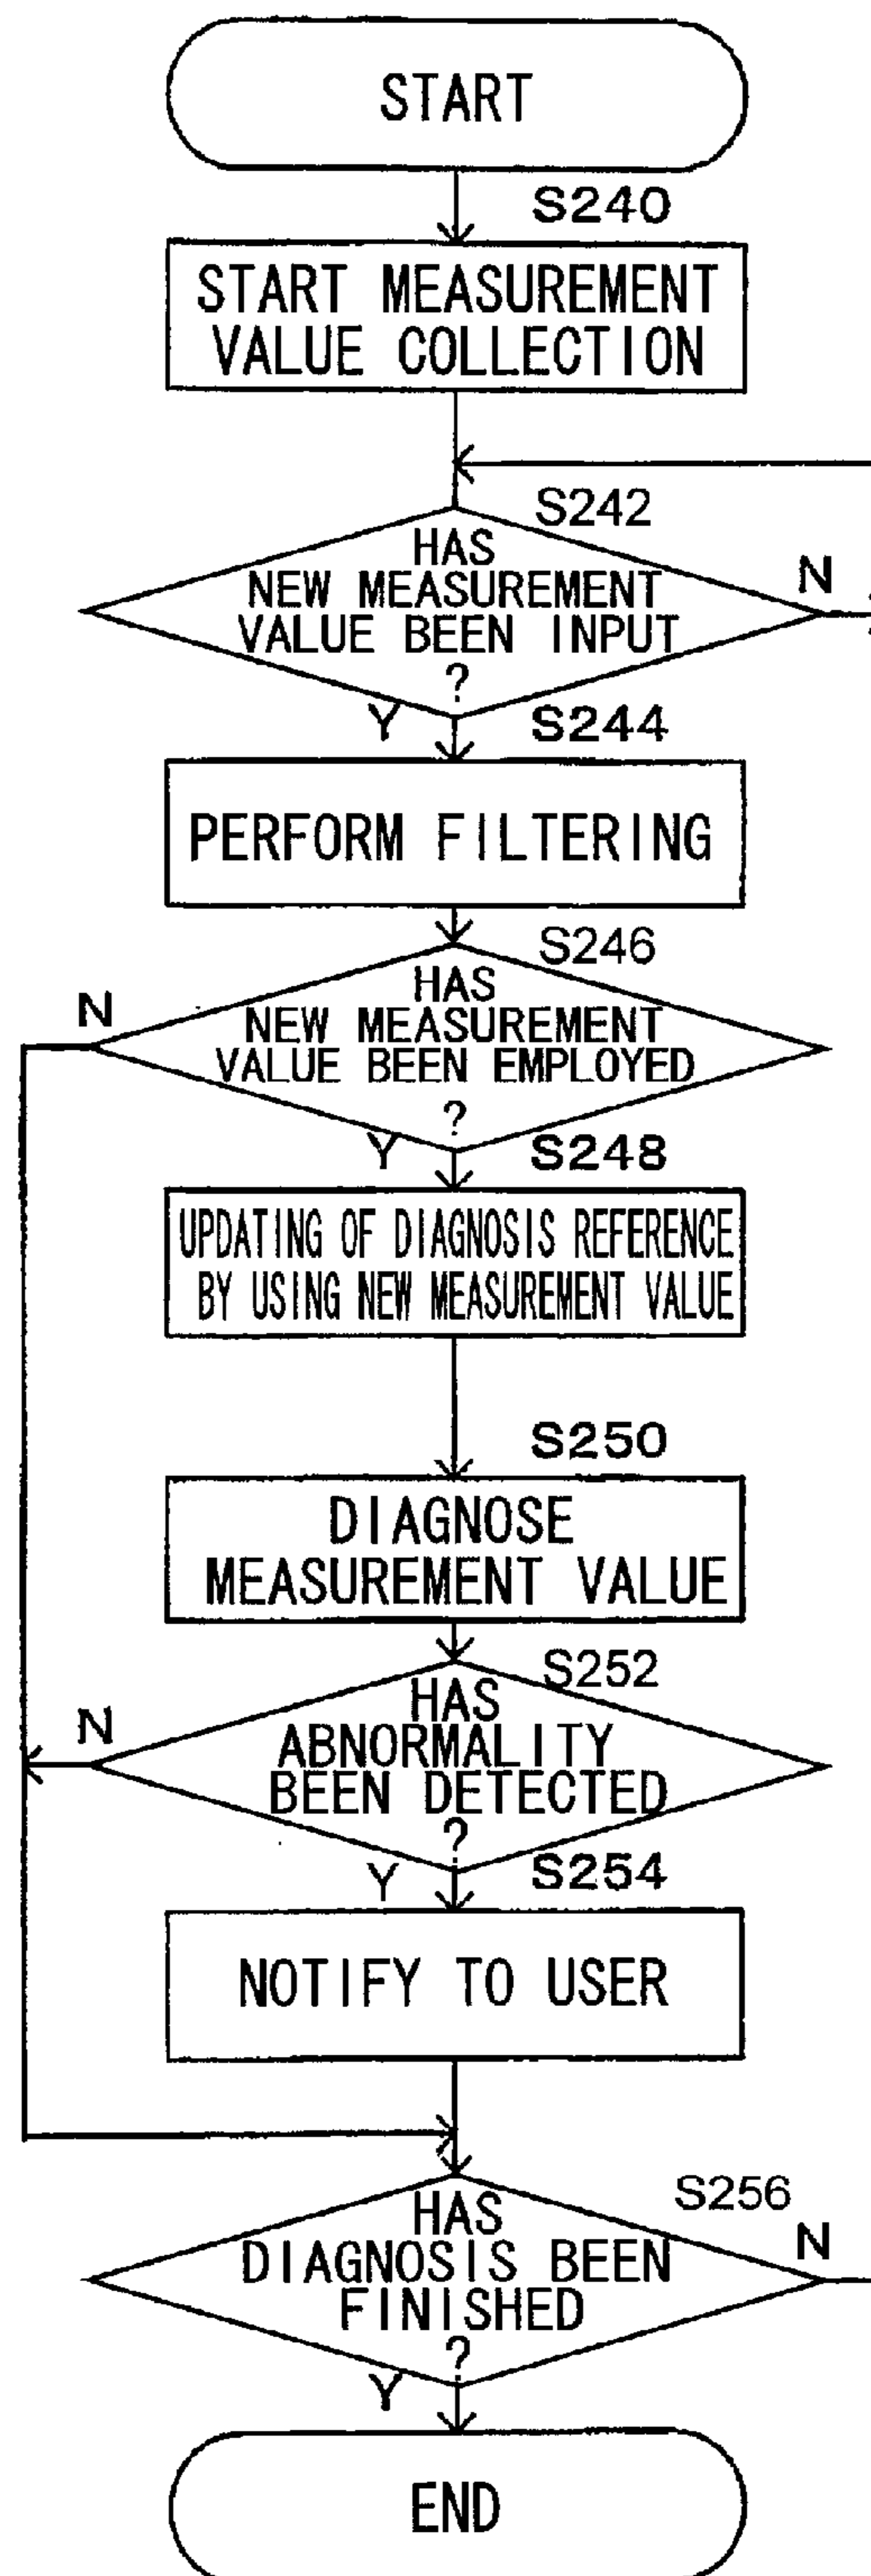 START
S240
START MEASUREMENT
VALUE COLLECTION
S242
HAS
NEW MEASUREMENT
VALUE BEEN INPUT
?
N
Y
S244
PERFORM FILTERING
S246
HAS
NEW MEASUREMENT
VALUE BEEN EMPLOYED
?
N
Y
S248
UPDATING OF DIAGNOSIS REFERENCE
BY USING NEW MEASUREMENT VALUE
S250
DIAGNOSE
MEASUREMENT VALUE
S252
HAS
ABNORMALITY
BEEN DETECTED
?
N
Y
S254
NOTIFY TO USER
S256
HAS
DIAGNOSIS BEEN
FINISHED
?
N
Y
END